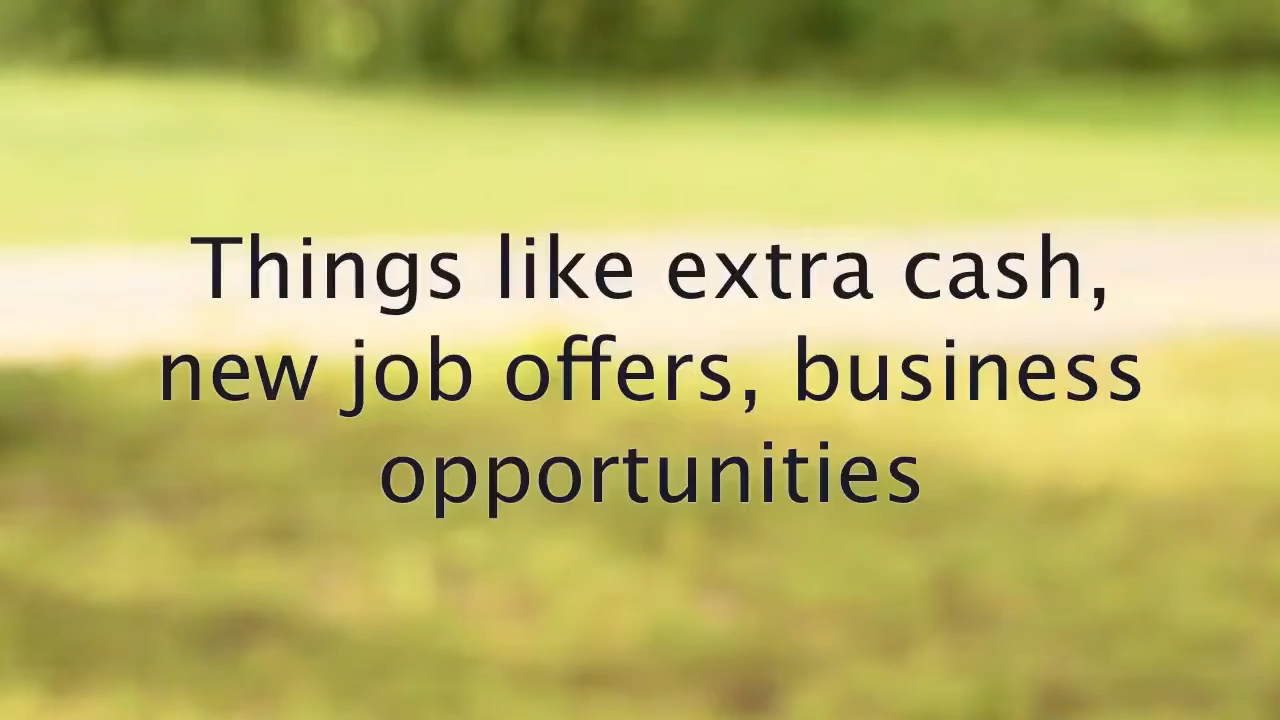 Things like extra cash,
new job offers, business
opportunities